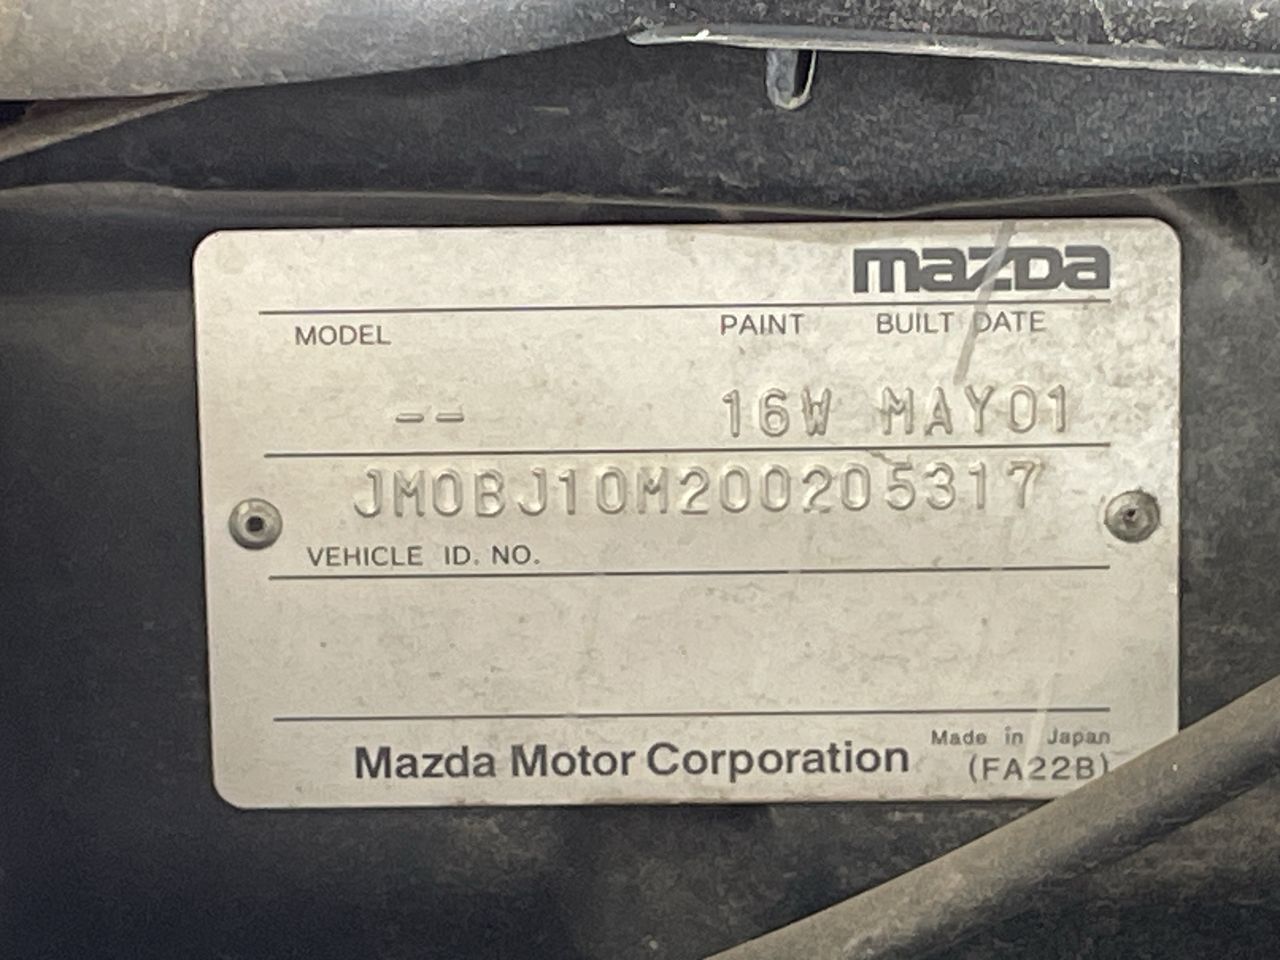 mazda
MODEL PAINT BUILT DATE
-- 16W MAY01
JM0BJ10M200205317
VEHICLE ID. NO.
Mazda Motor Corporation Made in Japan
(FA22B)